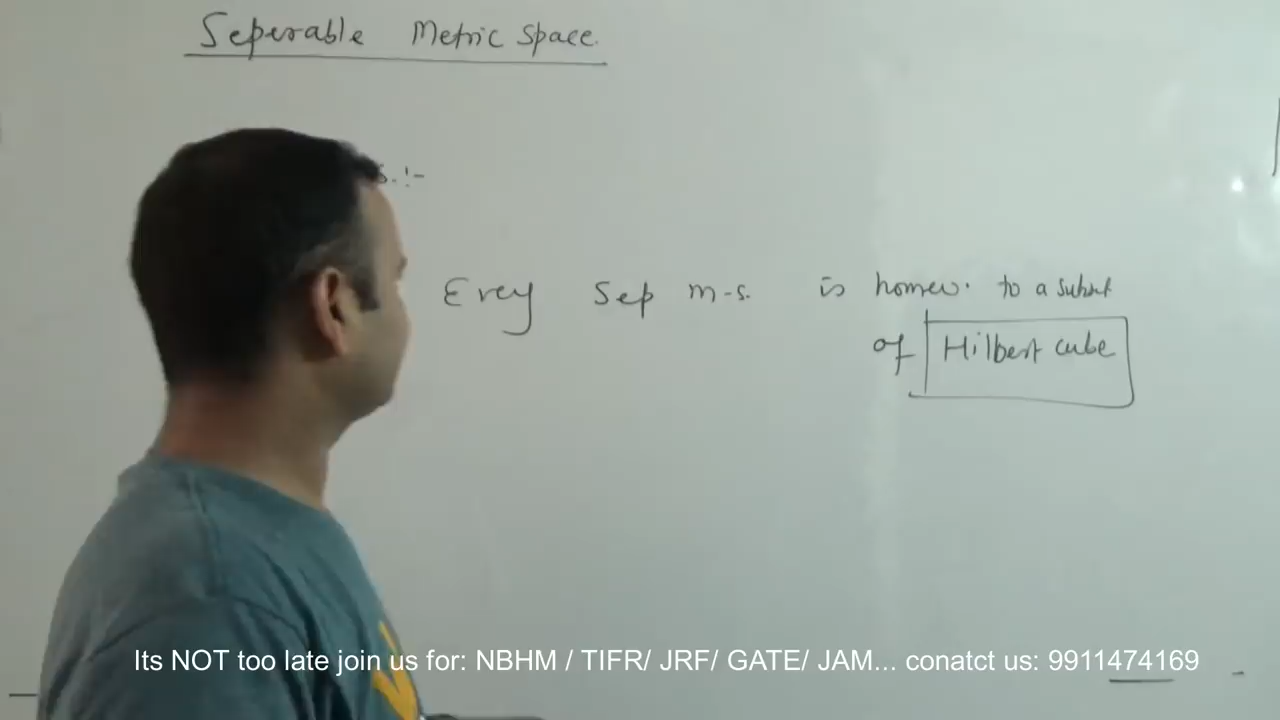 Seperable Metric Space.
s.:-
Evey Sep m.s. is homeo. to a subset
of Hilbert cube
Its NOT too late join us for: NBHM / TIFR/ JRF/ GATE/ JAM... conatct us: 9911474169